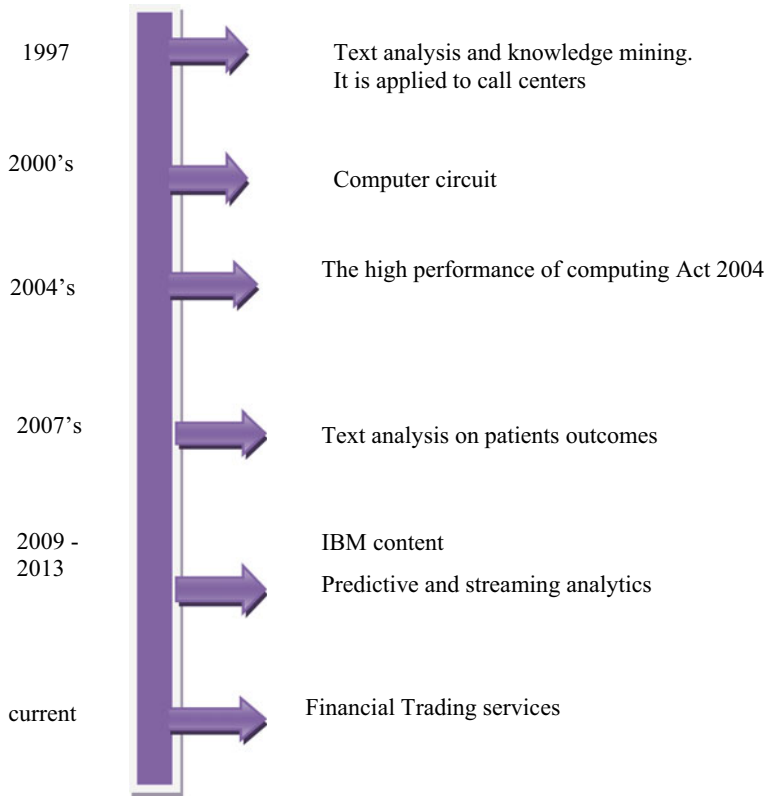 1997
Text analysis and knowledge mining.
It is applied to call centers
2000's
Computer circuit
2004's
The high performance of computing Act 2004
2007's
Text analysis on patients outcomes
2009 -
2013
IBM content
Predictive and streaming analytics
current
Financial Trading services